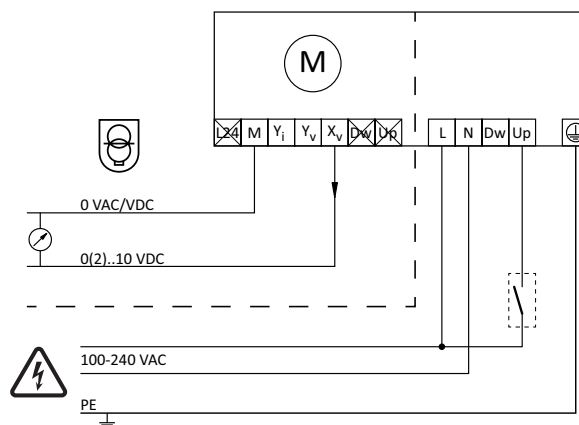 M
L24 M Yi Yv Xv Dw Up L N Dw Up
0 VAC/VDC
0(2)..10 VDC
100-240 VAC
PE